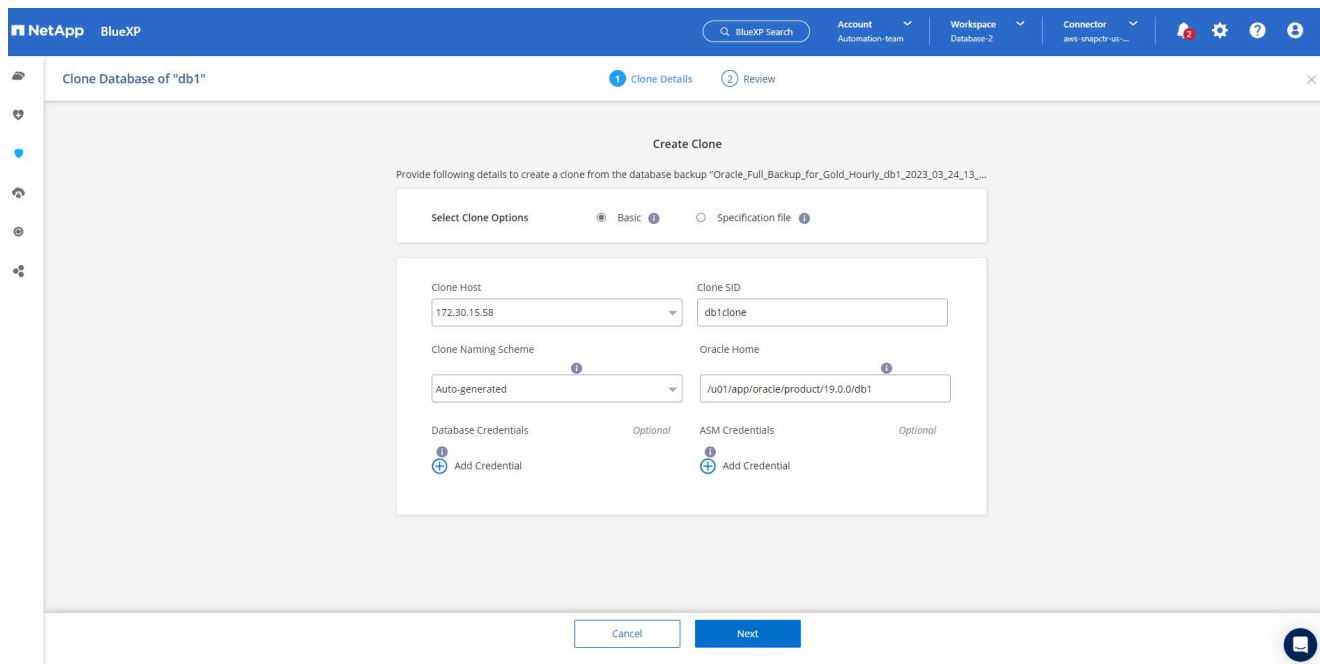 NetApp BlueXP
BlueXP Search
Account
Automation-team
Workspace
Database-2
Connector
aws-snapctr-us-...
2
Clone Database of "db1"
1 Clone Details
2 Review
Create Clone
Provide following details to create a clone from the database backup "Oracle_Full_Backup_for_Gold_Hourly_db1_2023_03_24_13_...
Select Clone Options
Basic
Specification file
Clone Host
Clone SID
172.30.15.58
db1clone
Clone Naming Scheme
Oracle Home
Auto-generated
/u01/app/oracle/product/19.0.0/db1
Database Credentials Optional
ASM Credentials Optional
Add Credential
Add Credential
Cancel
Next